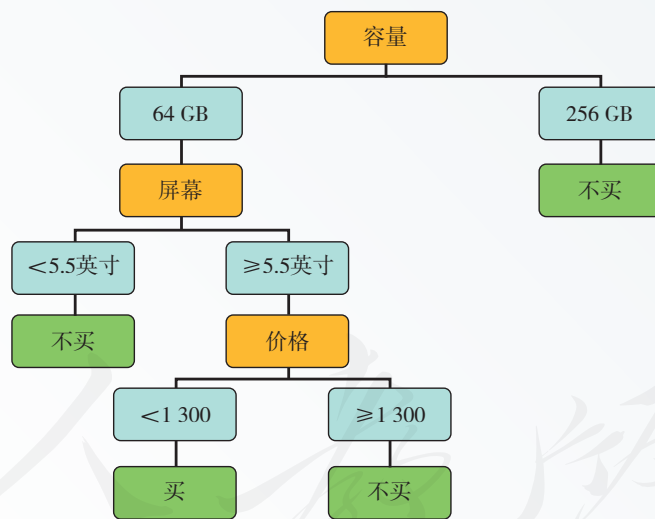 容量
64 GB
256 GB
屏幕
不买
<5.5英寸
≥5.5英寸
不买
价格
<1 300
≥1 300
买
不买